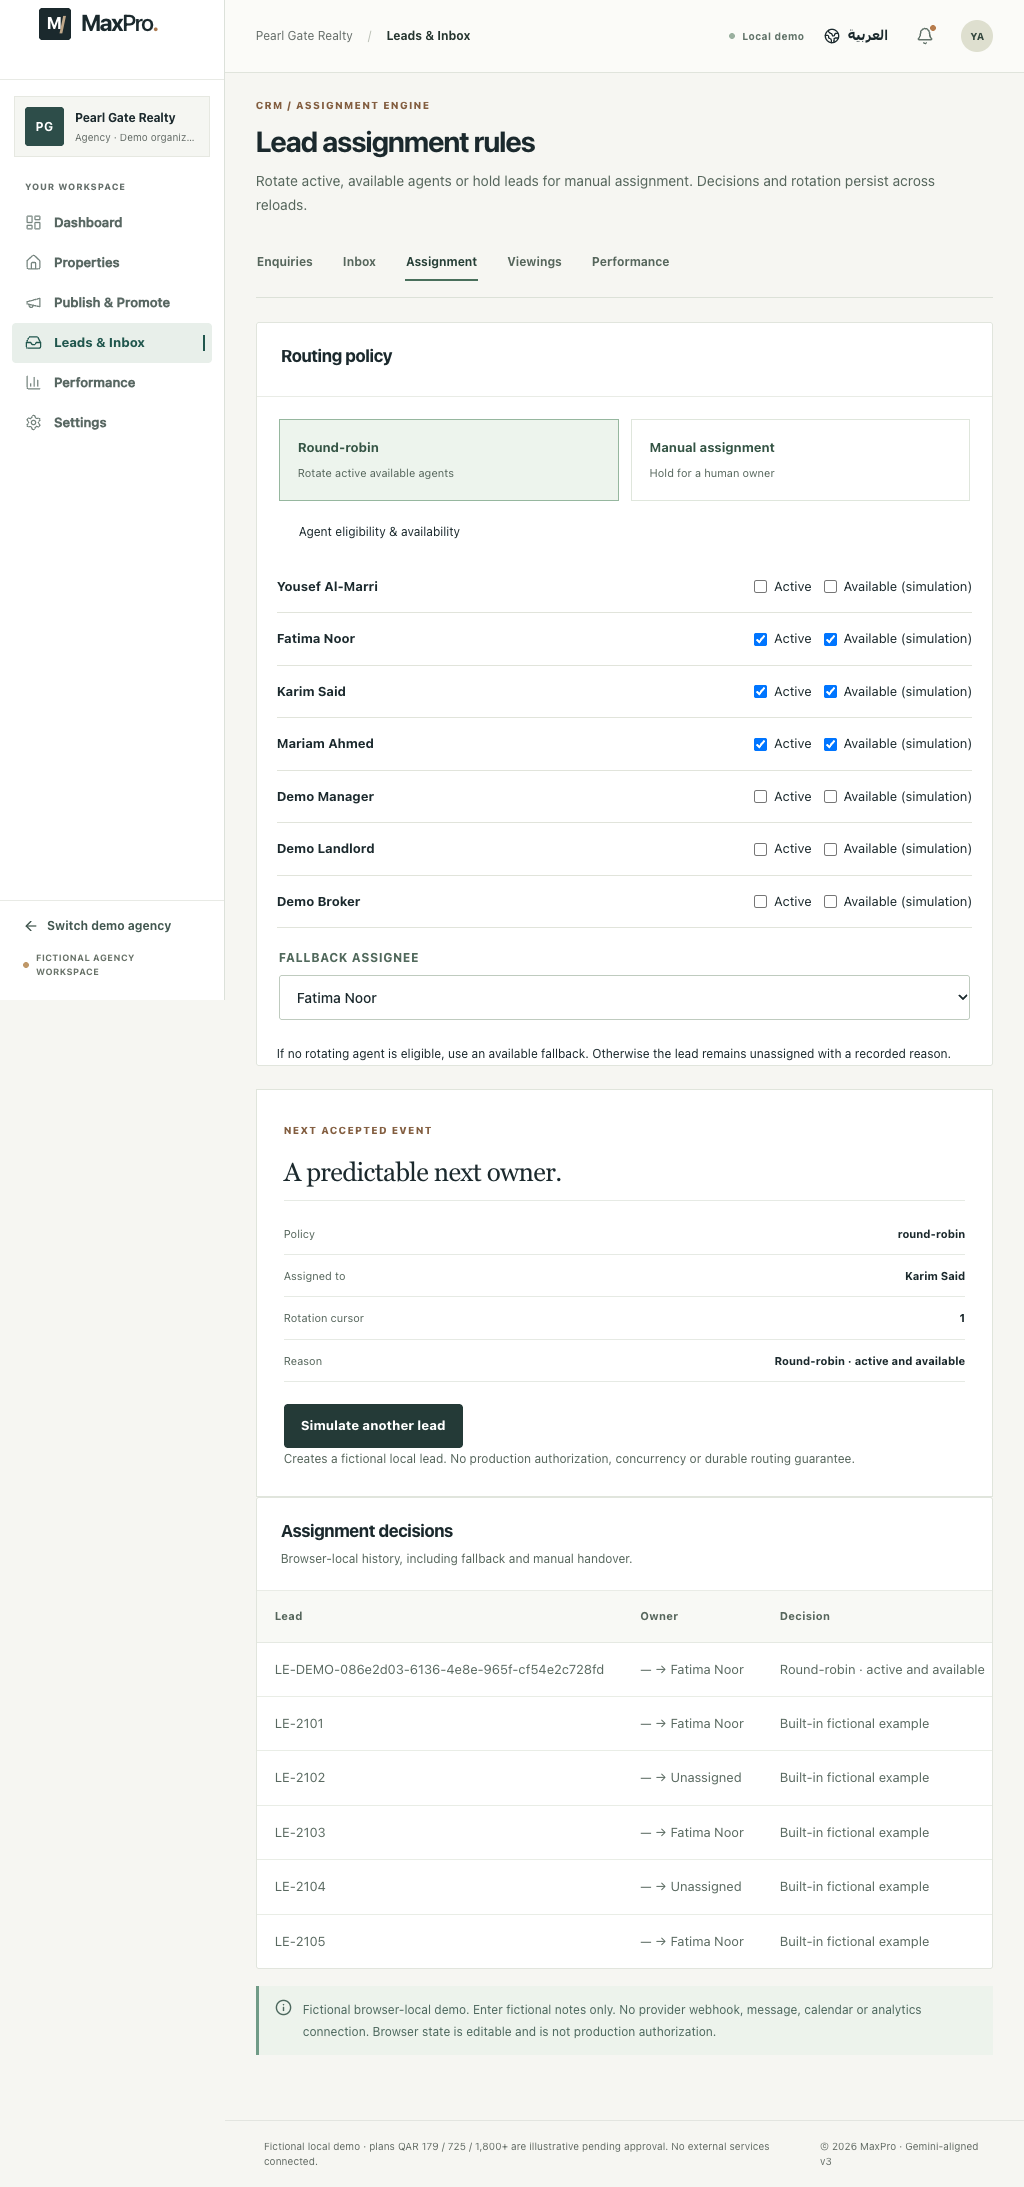 M/ MaxPro.
Pearl Gate Realty / Leads & Inbox
Local demo
العربية
YA
PG
Pearl Gate Realty
Agency · Demo organiz...
YOUR WORKSPACE
Dashboard
Properties
Publish & Promote
Leads & Inbox
Performance
Settings
Switch demo agency
FICTIONAL AGENCY
WORKSPACE
CRM / ASSIGNMENT ENGINE
Lead assignment rules
Rotate active, available agents or hold leads for manual assignment. Decisions and rotation persist across
reloads.
Enquiries Inbox Assignment Viewings Performance
Routing policy
Round-robin
Rotate active available agents
Manual assignment
Hold for a human owner
Agent eligibility & availability
Yousef Al-Marri Active Available (simulation)
Fatima Noor Active Available (simulation)
Karim Said Active Available (simulation)
Mariam Ahmed Active Available (simulation)
Demo Manager Active Available (simulation)
Demo Landlord Active Available (simulation)
Demo Broker Active Available (simulation)
FALLBACK ASSIGNEE
Fatima Noor
If no rotating agent is eligible, use an available fallback. Otherwise the lead remains unassigned with a recorded reason.
NEXT ACCEPTED EVENT
A predictable next owner.
Policy round-robin
Assigned to Karim Said
Rotation cursor 1
Reason Round-robin · active and available
Simulate another lead
Creates a fictional local lead. No production authorization, concurrency or durable routing guarantee.
Assignment decisions
Browser-local history, including fallback and manual handover.
Lead Owner Decision
LE-DEMO-086e2d03-6136-4e8e-965f-cf54e2c728fd — → Fatima Noor Round-robin · active and available
LE-2101 — → Fatima Noor Built-in fictional example
LE-2102 — → Unassigned Built-in fictional example
LE-2103 — → Fatima Noor Built-in fictional example
LE-2104 — → Unassigned Built-in fictional example
LE-2105 — → Fatima Noor Built-in fictional example
Fictional browser-local demo. Enter fictional notes only. No provider webhook, message, calendar or analytics
connection. Browser state is editable and is not production authorization.
Fictional local demo · plans QAR 179 / 725 / 1,800+ are illustrative pending approval. No external services
connected.
© 2026 MaxPro · Gemini-aligned
v3